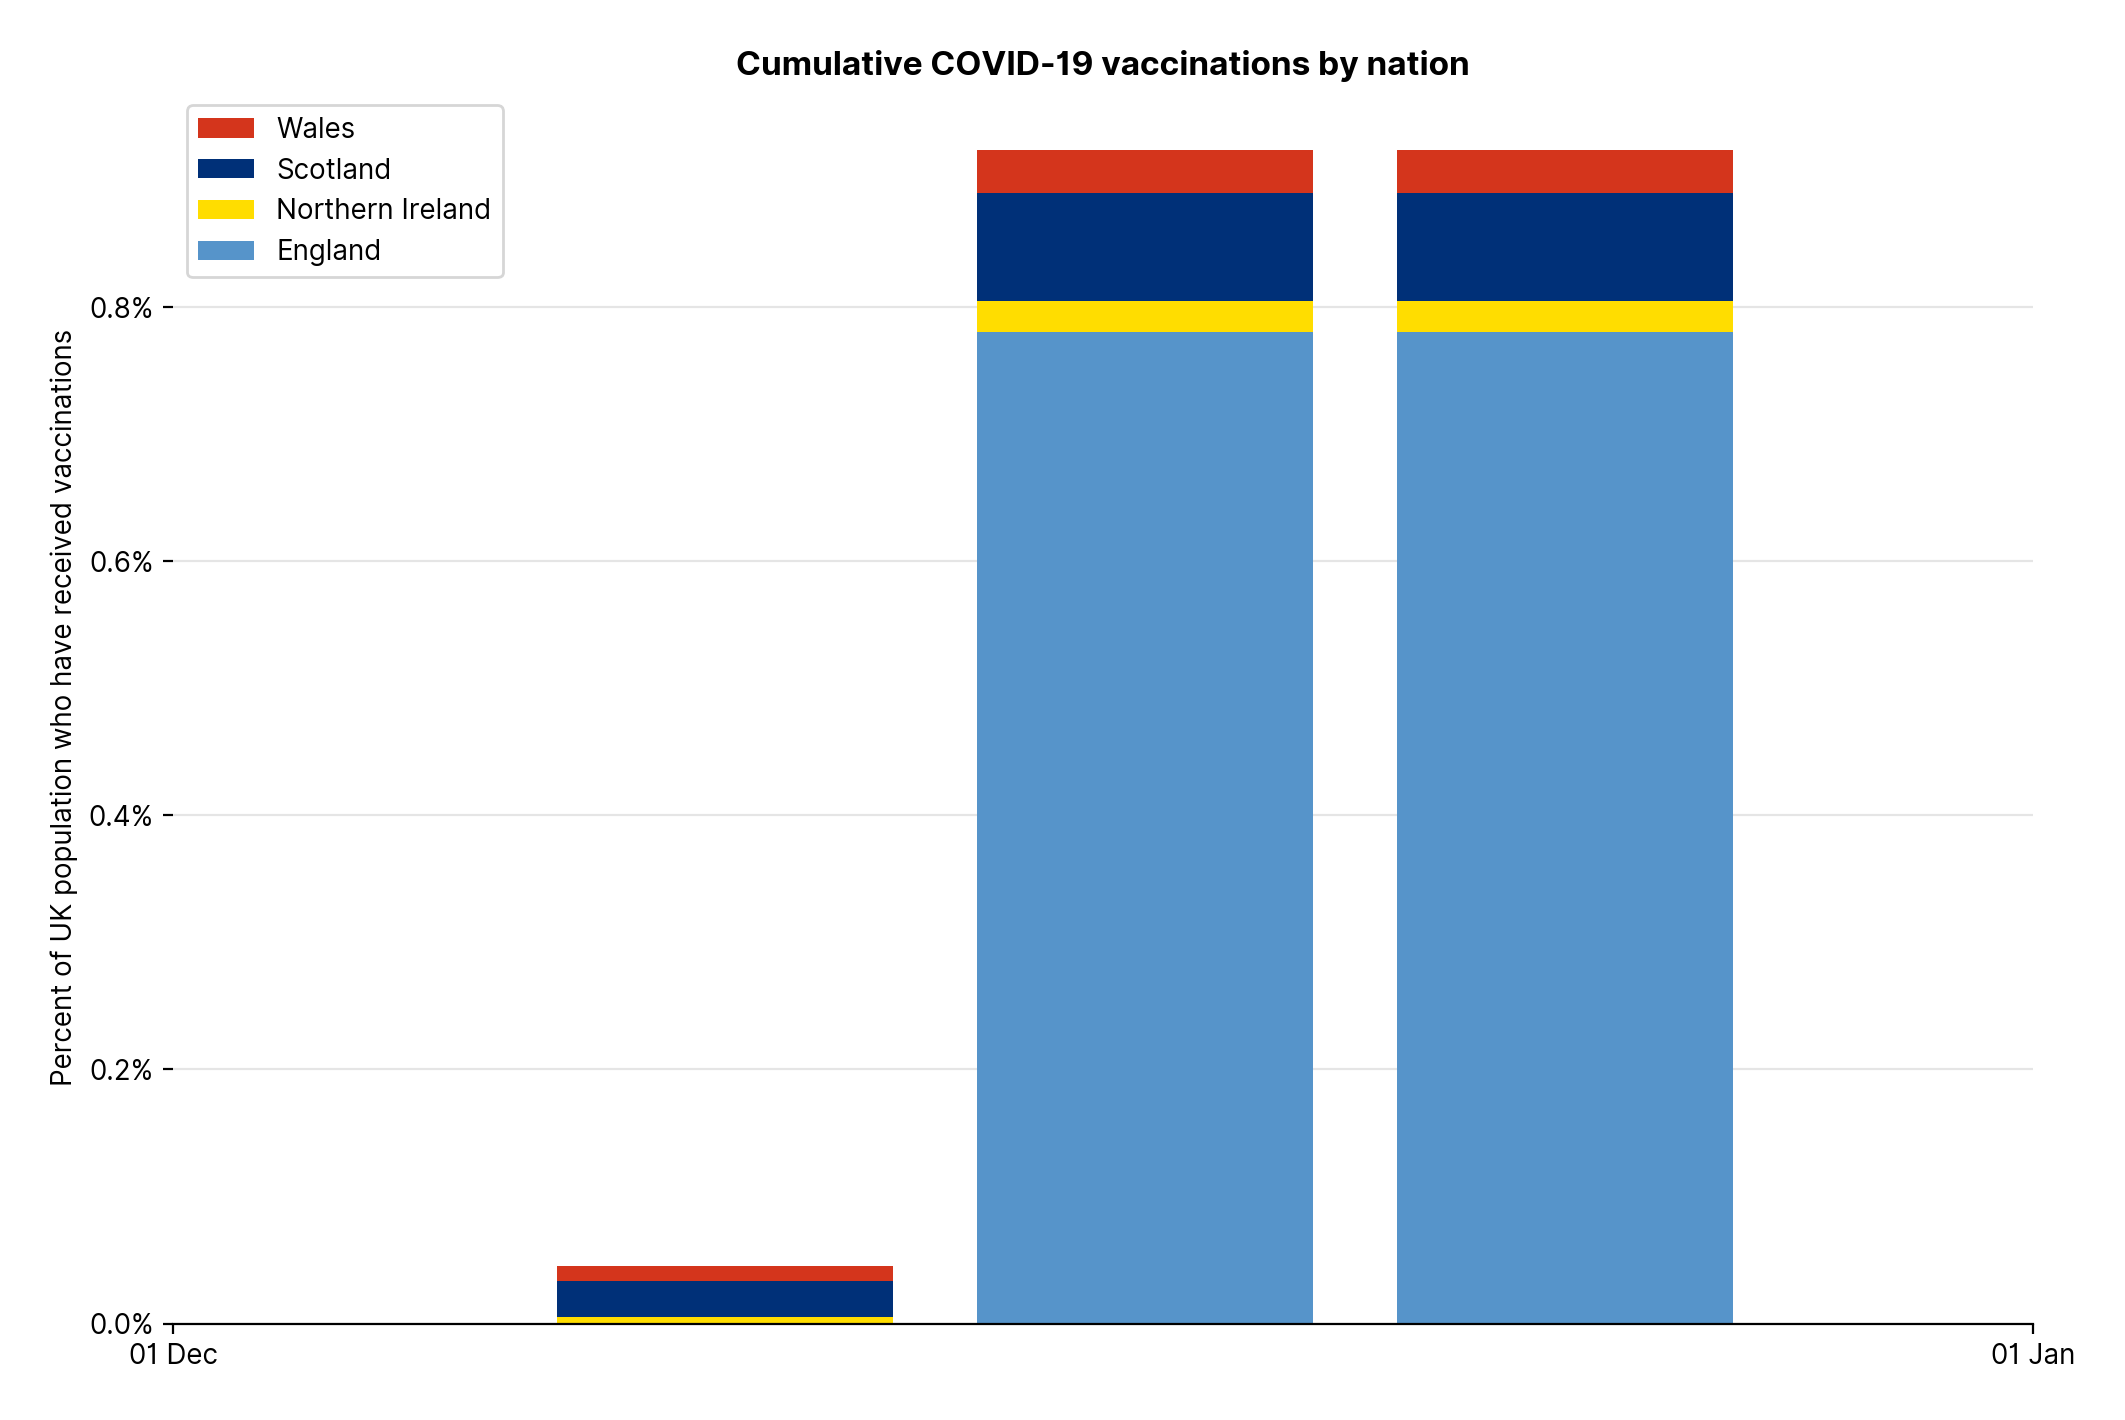 Cumulative COVID-19 vaccinations by nation
Wales
Scotland
Northern Ireland
England
Percent of UK population who have received vaccinations
0.8%
0.6%
0.4%
0.2%
0.0%
01 Dec
01 Jan